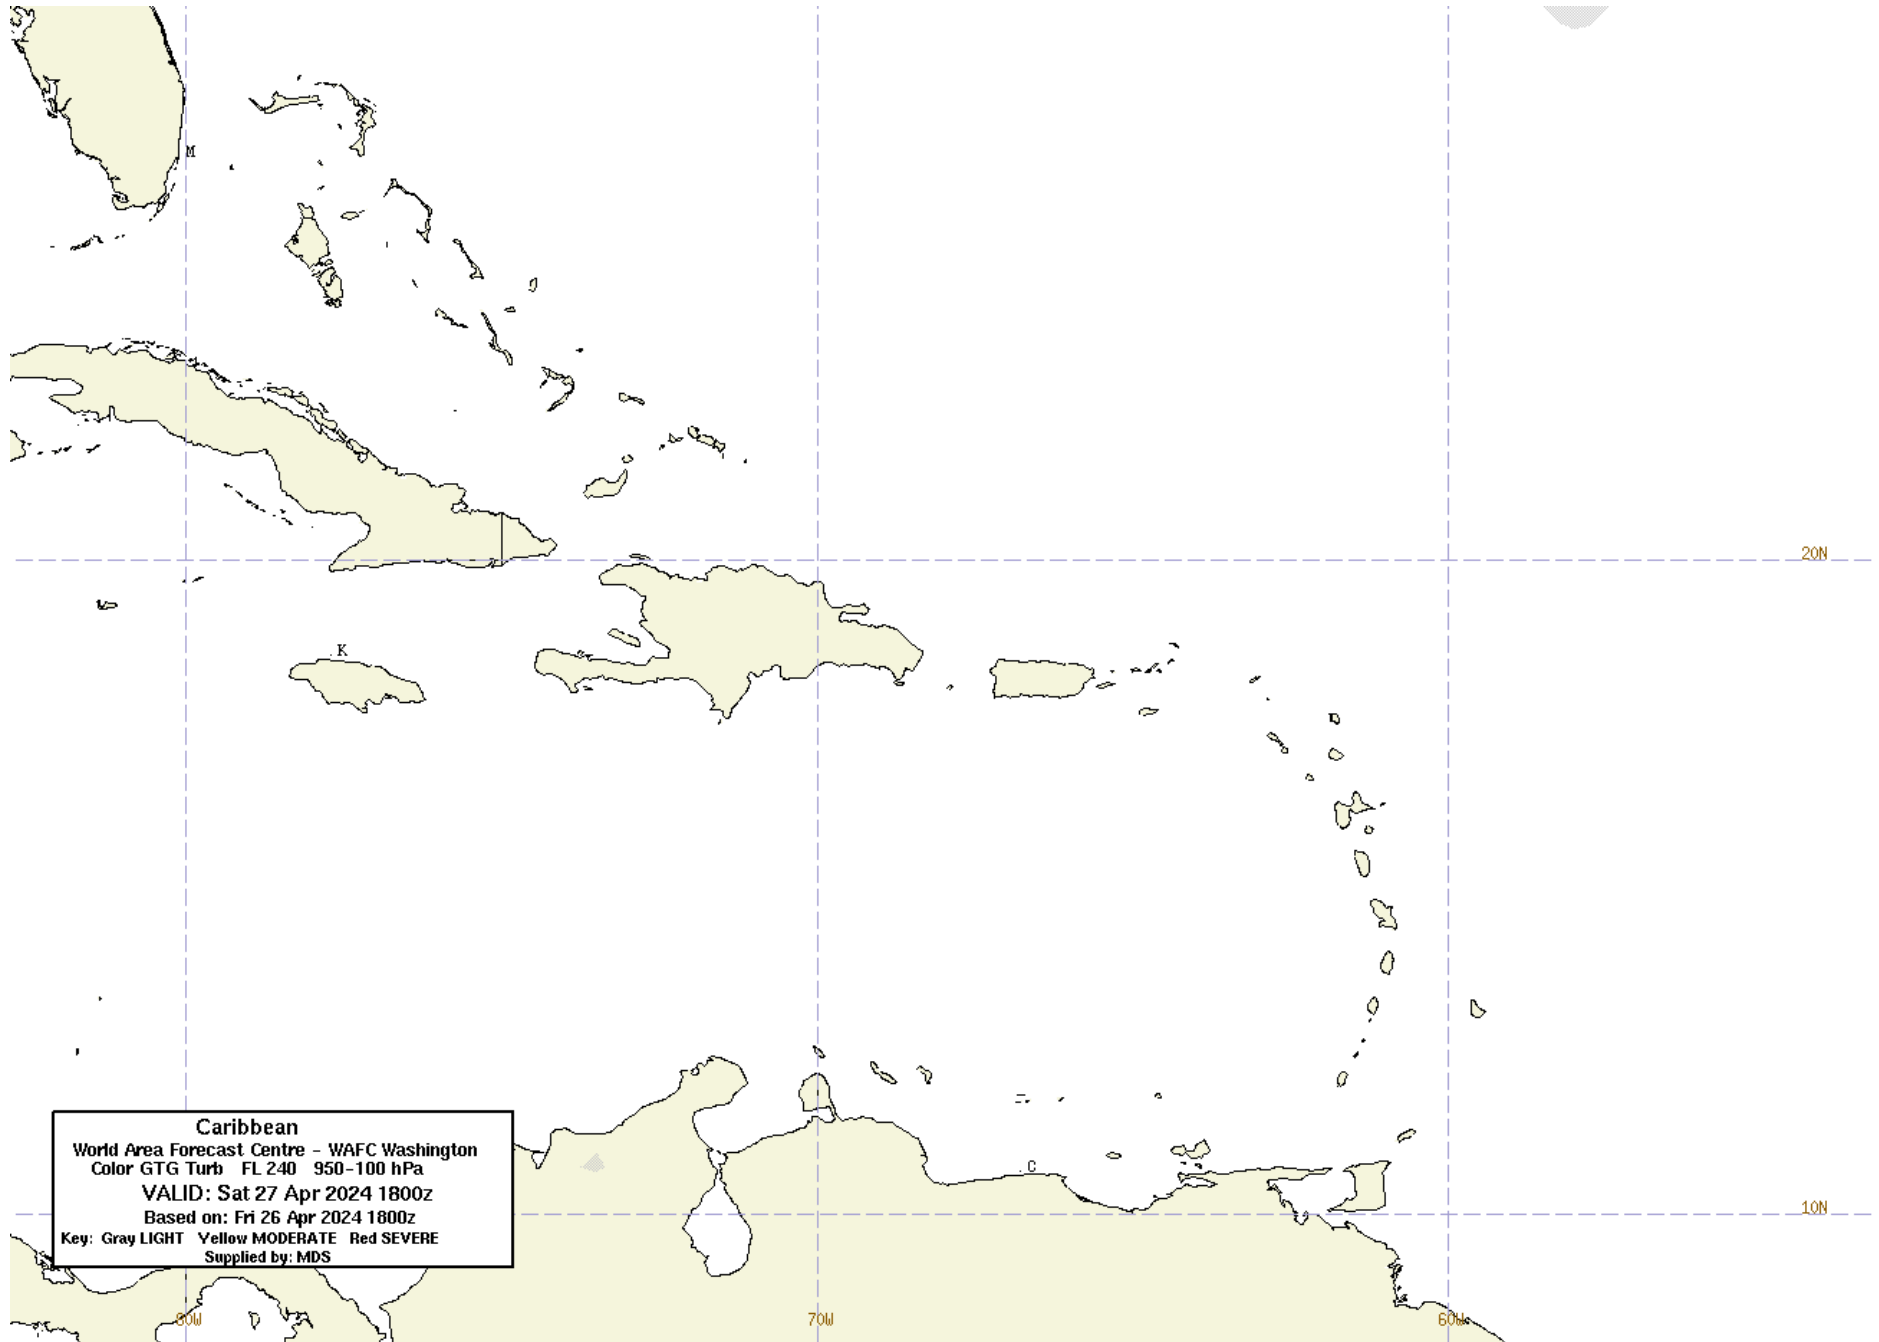 M
20N
K
C
10N
Caribbean
World Area Forecast Centre - WAFC Washington
Color GTG Turb FL 240 950-100 hPa
VALID: Sat 27 Apr 2024 1800z
Based on: Fri 26 Apr 2024 1800z
Key: Gray LIGHT Yellow MODERATE Red SEVERE
Supplied by: MDS
80W
70W
60W